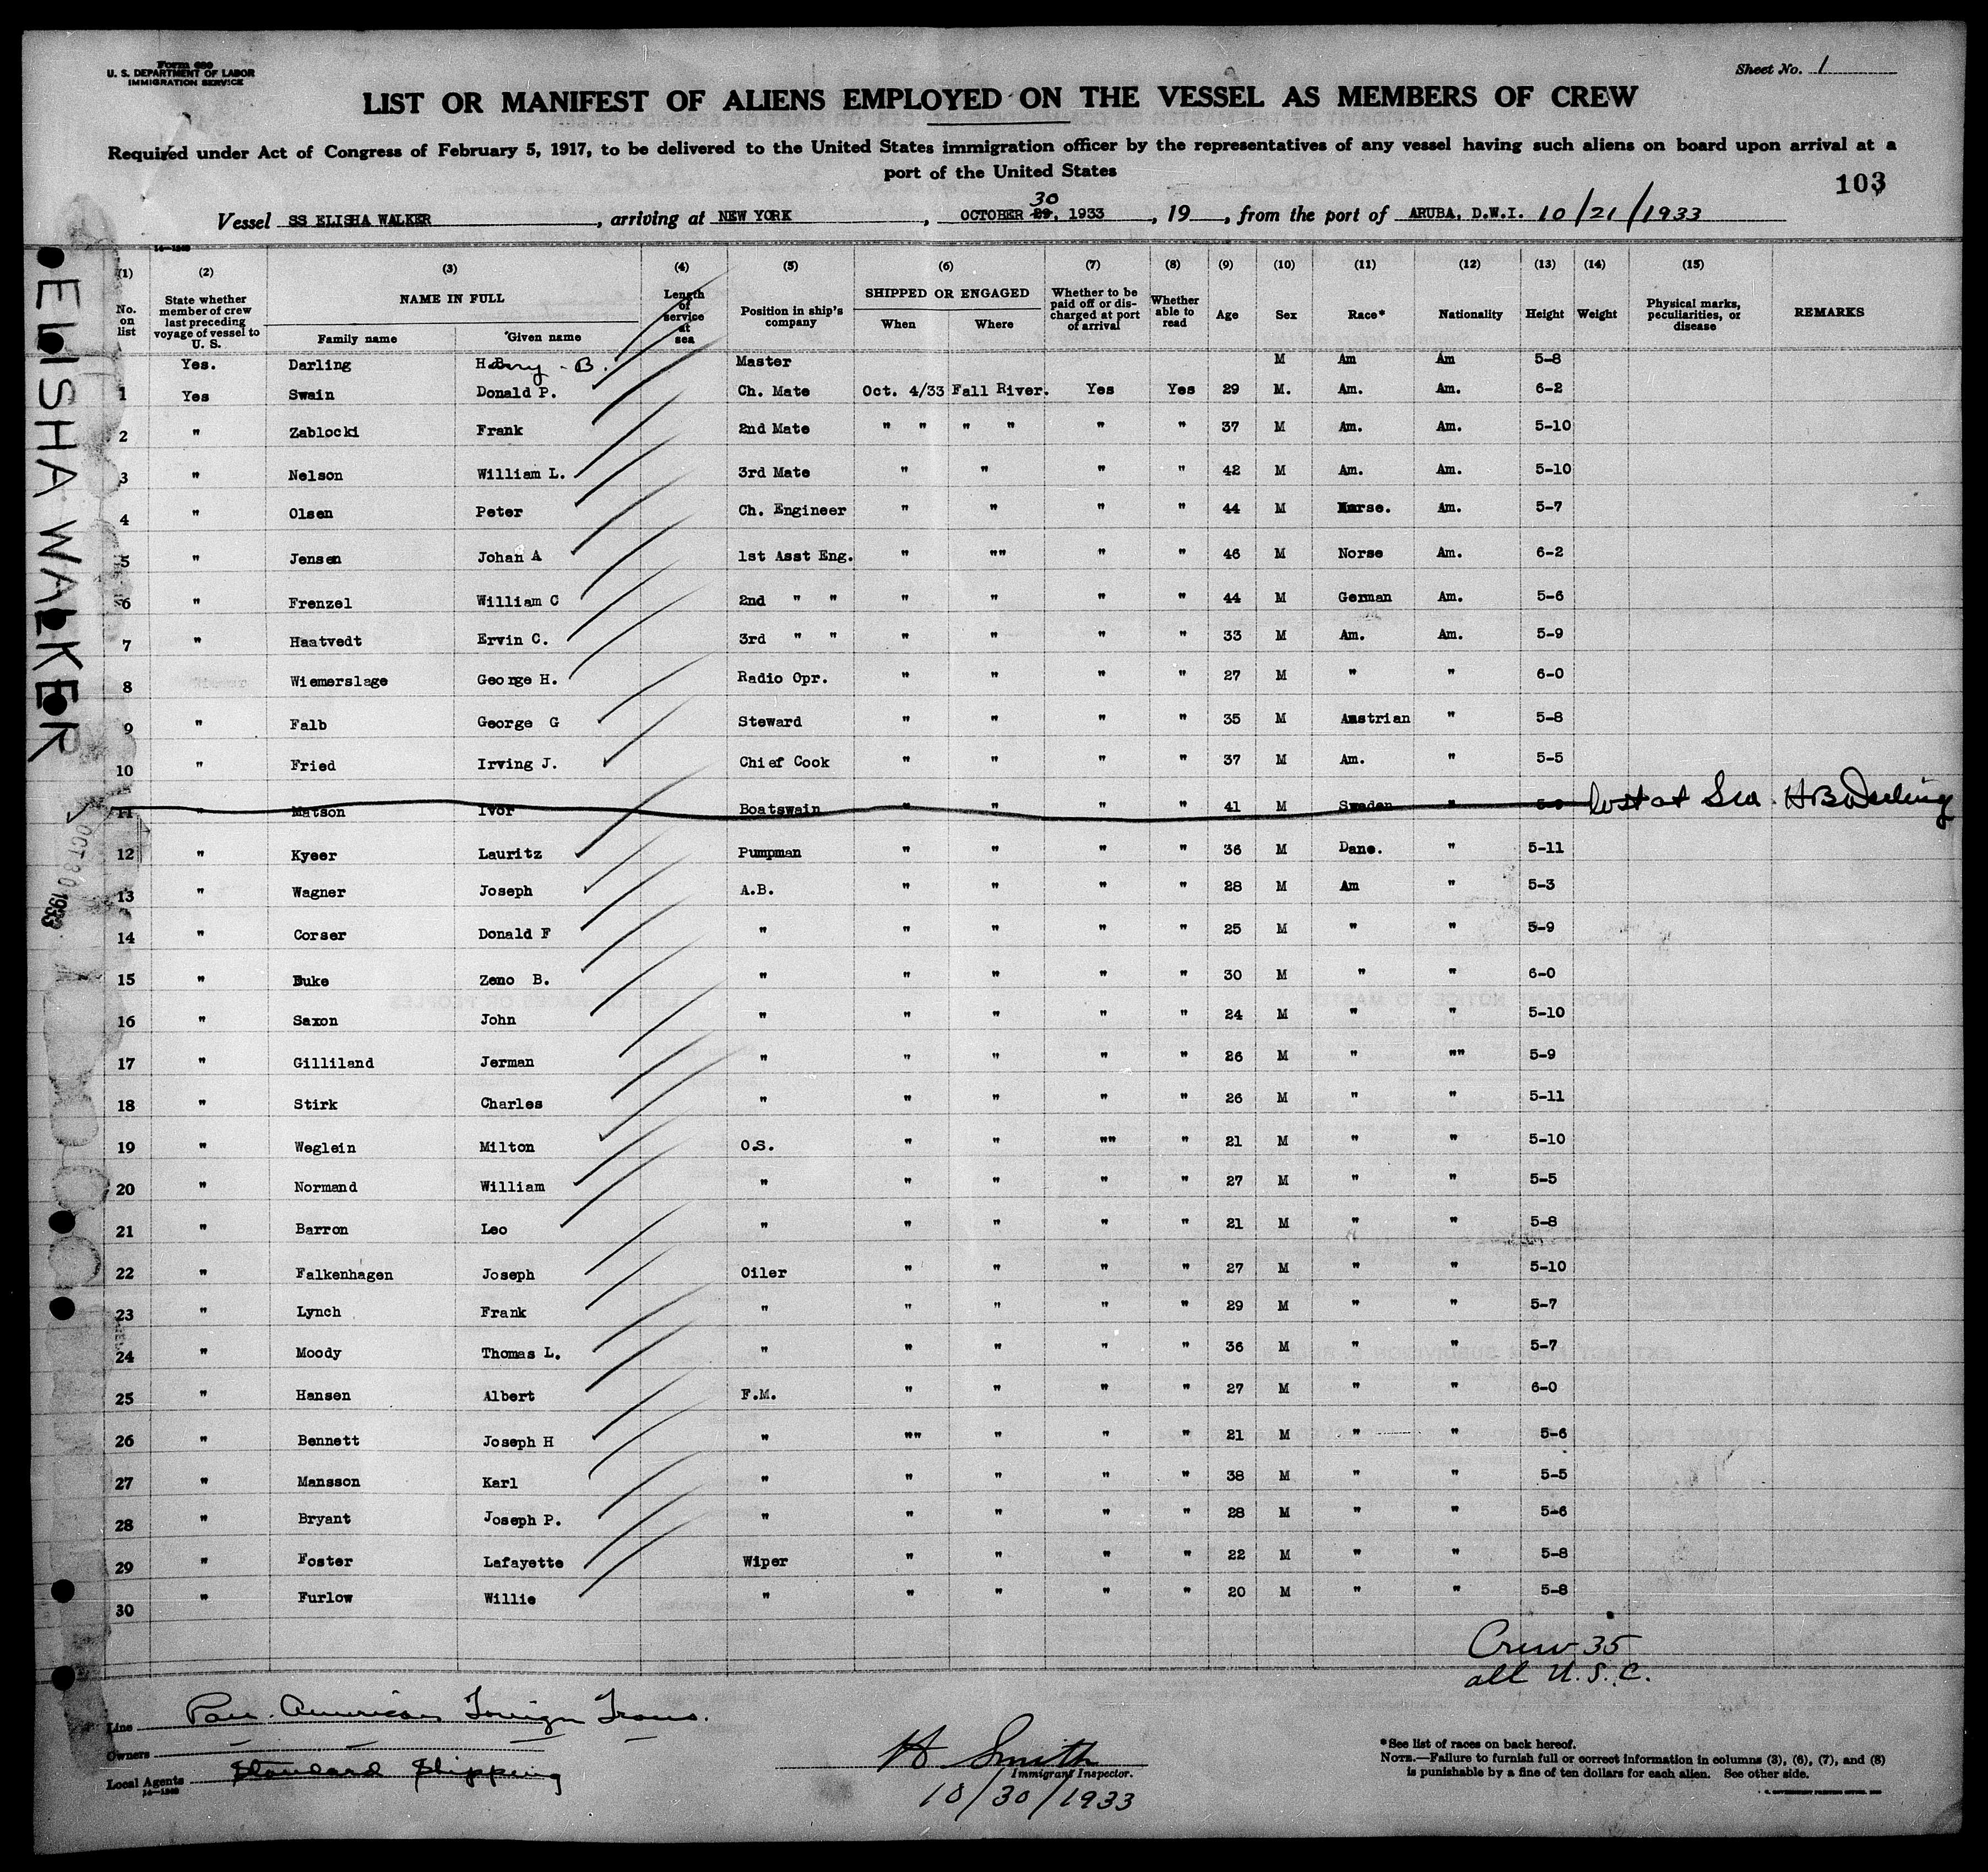 Form 680
U. S. DEPARTMENT OF LABOR
IMMIGRATION SERVICE
Sheet No. 1
LIST OR MANIFEST OF ALIENS EMPLOYED ON THE VESSEL AS MEMBERS OF CREW
Required under Act of Congress of February 5, 1917, to be delivered to the United States immigration officer by the representatives of any vessel having such aliens on board upon arrival at a
port of the United States
103
Vessel SS ELISHA WALKER, arriving at NEW YORK, OCTOBER 29, 30 1933, 19, from the port of ARUBA, D.W.I. 10/21/1933
ELISHA WALKER
OCT 30 1933
(1) (2) (3) (4) (5) (6) (7) (8) (9) (10) (11) (12) (13) (14) (15)
No. on list | State whether member of crew last preceding voyage of vessel to U. S. | NAME IN FULL Family name Given name | Length of service at sea | Position in ship's company | SHIPPED OR ENGAGED When Where | Whether to be paid off or discharged at port of arrival | Whether able to read | Age | Sex | Race* | Nationality | Height | Weight | Physical marks, peculiarities, or disease | REMARKS
Yes. Darling H. B. Master M Am Am 5-8
1 Yes Swain Donald P. Ch. Mate Oct. 4/33 Fall River. Yes Yes 29 M. Am. Am. 6-2
2 " Zablocki Frank 2nd Mate " " " " " " 37 M Am. Am. 5-10
3 " Nelson William L. 3rd Mate " " " " 42 M Am. Am. 5-10
4 " Olsen Peter Ch. Engineer " " " " 44 M Norse. Am. 5-7
5 " Jensen Johan A 1st Asst Eng. " "" " " 46 M Norse Am. 6-2
6 " Frenzel William C 2nd " " " " " " 44 M German Am. 5-6
7 " Haatvedt Ervin C. 3rd " " " " " " 33 M Am. Am. 5-9
8 Wiemerslage George H. Radio Opr. " " " " 27 M " " 6-0
9 " Falb George G Steward " " " " 35 M Austrian " 5-8
10 " Fried Irving J. Chief Cook " " " " 37 M Am. " 5-5
11 " Matson Ivor Boatswain " " " " 41 M Sweden " lost at Sea. HB Darling
12 " Kyeer Lauritz Pumpman " " " " 36 M Dane. " 5-11
13 " Wagner Joseph A.B. " " " " 28 M Am " 5-3
14 " Corser Donald F " " " " " 25 M " " 5-9
15 " Duke Zeno B. " " " " " 30 M " " 6-0
16 " Saxon John " " " " " 24 M " " 5-10
17 " Gilliland Jerman " " " " " 26 M " "" 5-9
18 " Stirk Charles " " " " " 26 M " " 5-11
19 " Weglein Milton O.S. " " "" " 21 M " " 5-10
20 " Normand William " " " " " 27 M " " 5-5
21 " Barron Leo " " " " " 21 M " " 5-8
22 " Falkenhagen Joseph Oiler " " " " 27 M " " 5-10
23 " Lynch Frank " " " " " 29 M " " 5-7
24 " Moody Thomas L. " " " " " 36 M " " 5-7
25 " Hansen Albert F.M. " " " " 27 M " " 6-0
26 " Bennett Joseph H " "" " " " 21 M " " 5-6
27 " Mansson Karl " " " " " 38 M " " 5-5
28 " Bryant Joseph P. " " " " " 28 M " " 5-6
29 " Foster Lafayette Wiper " " " " 22 M " " 5-8
30 " Furlow Willie " " " " " 20 M " " 5-8
Crew 35
all U.S.C.
Line Pan. American Foreign Trans.
Owners
Local Agents Standard Shipping
14—1240
H Smith
Immigrant Inspector.
10/30/1933
*See list of races on back hereof.
NOTE.—Failure to furnish full or correct information in columns (3), (6), (7), and (8)
is punishable by a fine of ten dollars for each alien. See other side.